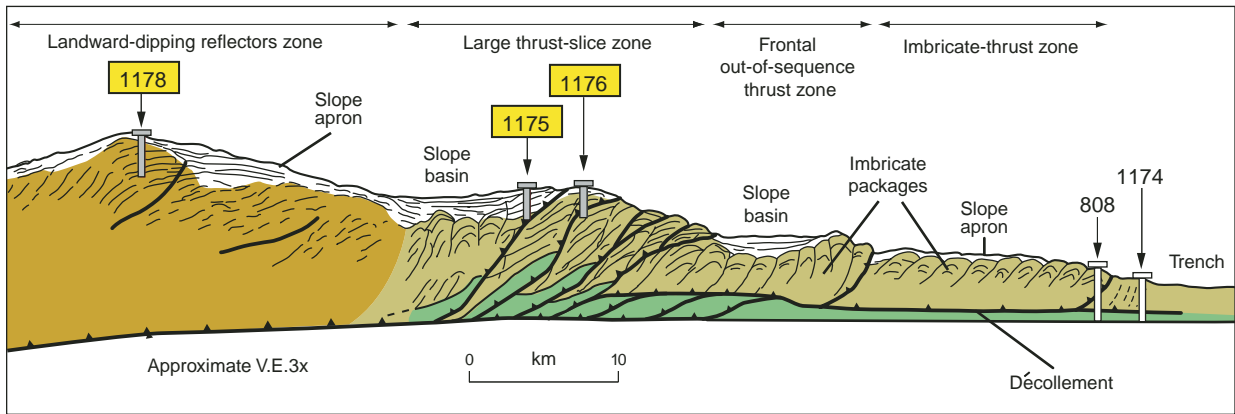 Landward-dipping reflectors zone
Large thrust-slice zone
Frontal
out-of-sequence
thrust zone
Imbricate-thrust zone
1178
1176
1175
Slope
apron
Slope
basin
Slope
basin
Imbricate
packages
Slope
apron
1174
808
Trench
Approximate V.E.3x
0 km 10
Décollement